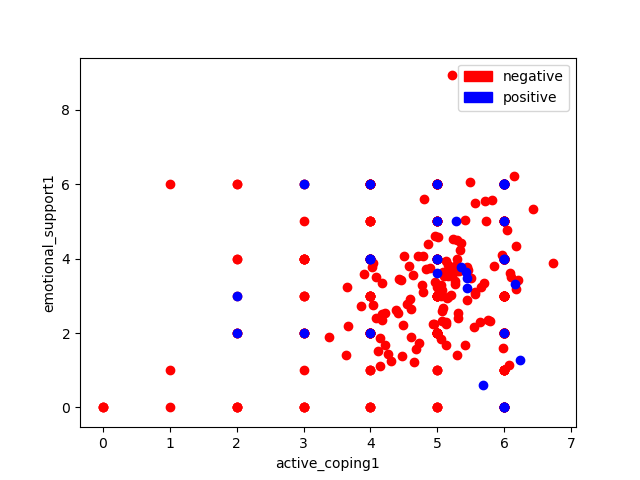 negative
positive
8
6
4
2
0
emotional_support1
0 1 2 3 4 5 6 7
active_coping1